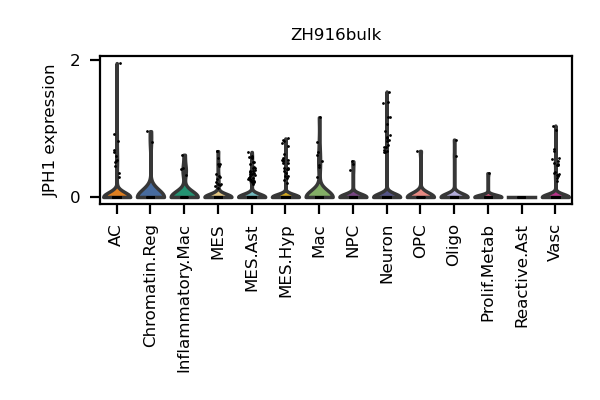 ZH916bulk
JPH1 expression
2
0
AC
Chromatin.Reg
Inflammatory.Mac
MES
MES.Ast
MES.Hyp
Mac
NPC
Neuron
OPC
Oligo
Prolif.Metab
Reactive.Ast
Vasc